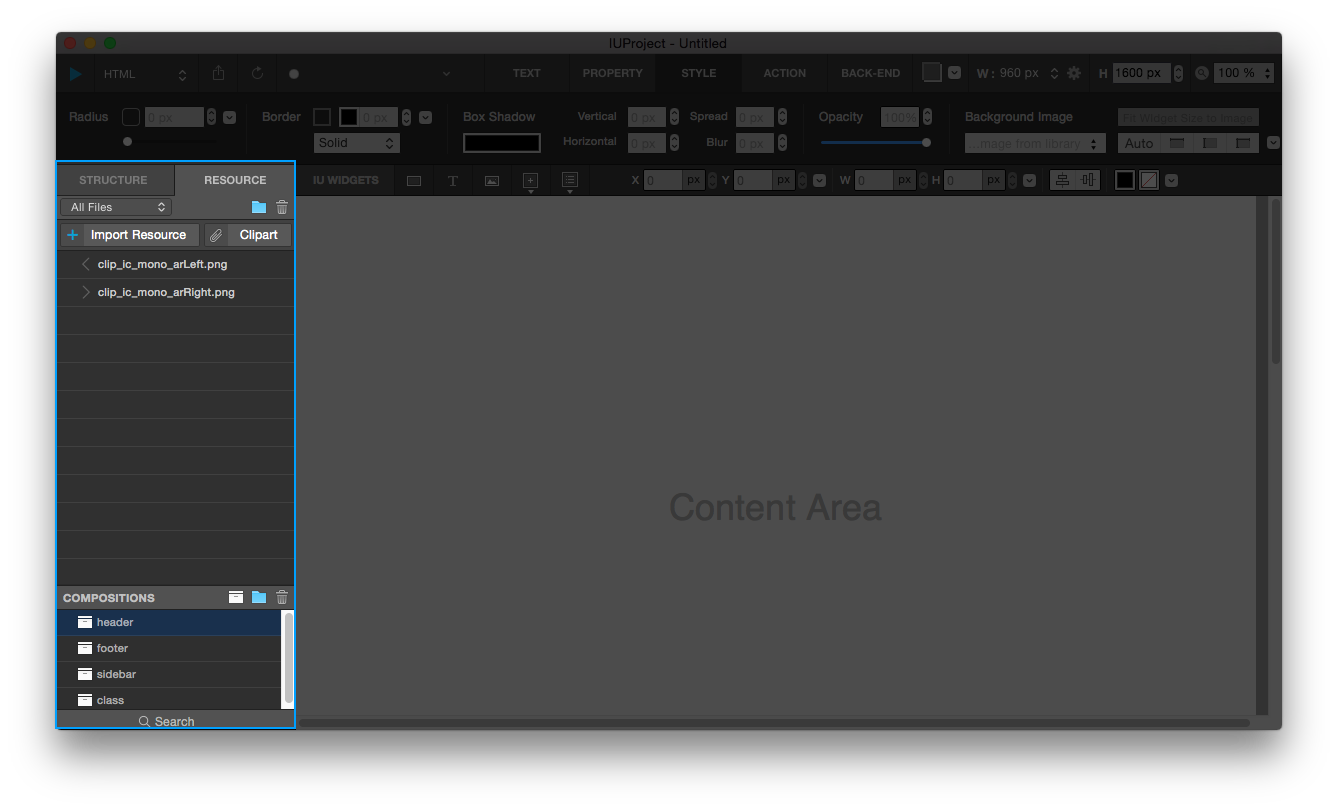 IUProject - Untitled
HTML TEXT PROPERTY STYLE ACTION BACK-END W : 960 px H 1600 px 100 %
Radius 0 px Border 0 px Box Shadow Vertical 0 px Spread 0 px Opacity 100% Background Image Fit Widget Size to Image
Solid Horizontal 0 px Blur 0 px ...mage from library Auto
STRUCTURE RESOURCE IU WIDGETS T X 0 px Y 0 px W 0 px H 0 px
All Files
+ Import Resource Clipart
clip_ic_mono_arLeft.png
clip_ic_mono_arRight.png
Content Area
COMPOSITIONS
header
footer
sidebar
class
Search